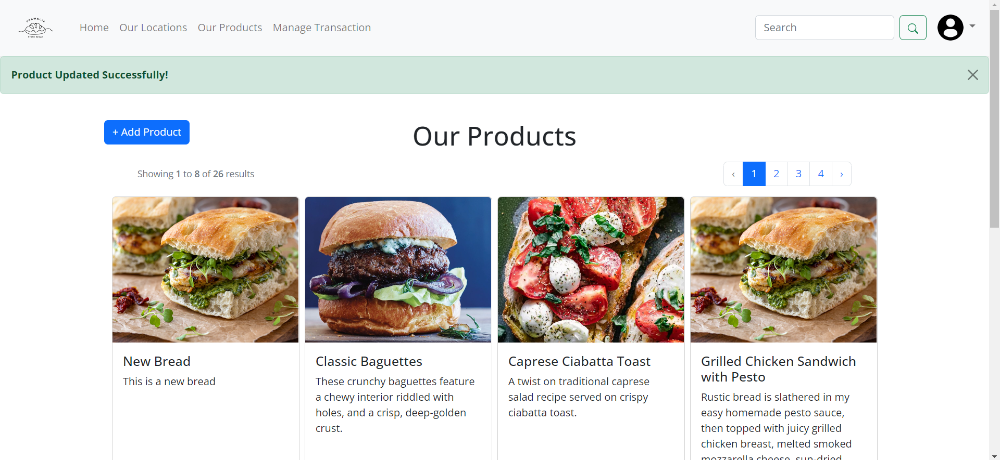 FRAWNCIS
Fresh Bread
Home Our Locations Our Products Manage Transaction
Search
Product Updated Successfully!
+ Add Product
Our Products
Showing 1 to 8 of 26 results
‹ 1 2 3 4 ›
New Bread
This is a new bread
Classic Baguettes
These crunchy baguettes feature
a chewy interior riddled with
holes, and a crisp, deep-golden
crust.
Caprese Ciabatta Toast
A twist on traditional caprese
salad recipe served on crispy
ciabatta toast.
Grilled Chicken Sandwich
with Pesto
Rustic bread is slathered in my
easy homemade pesto sauce,
then topped with juicy grilled
chicken breast, melted smoked
mozzarella cheese, sun-dried